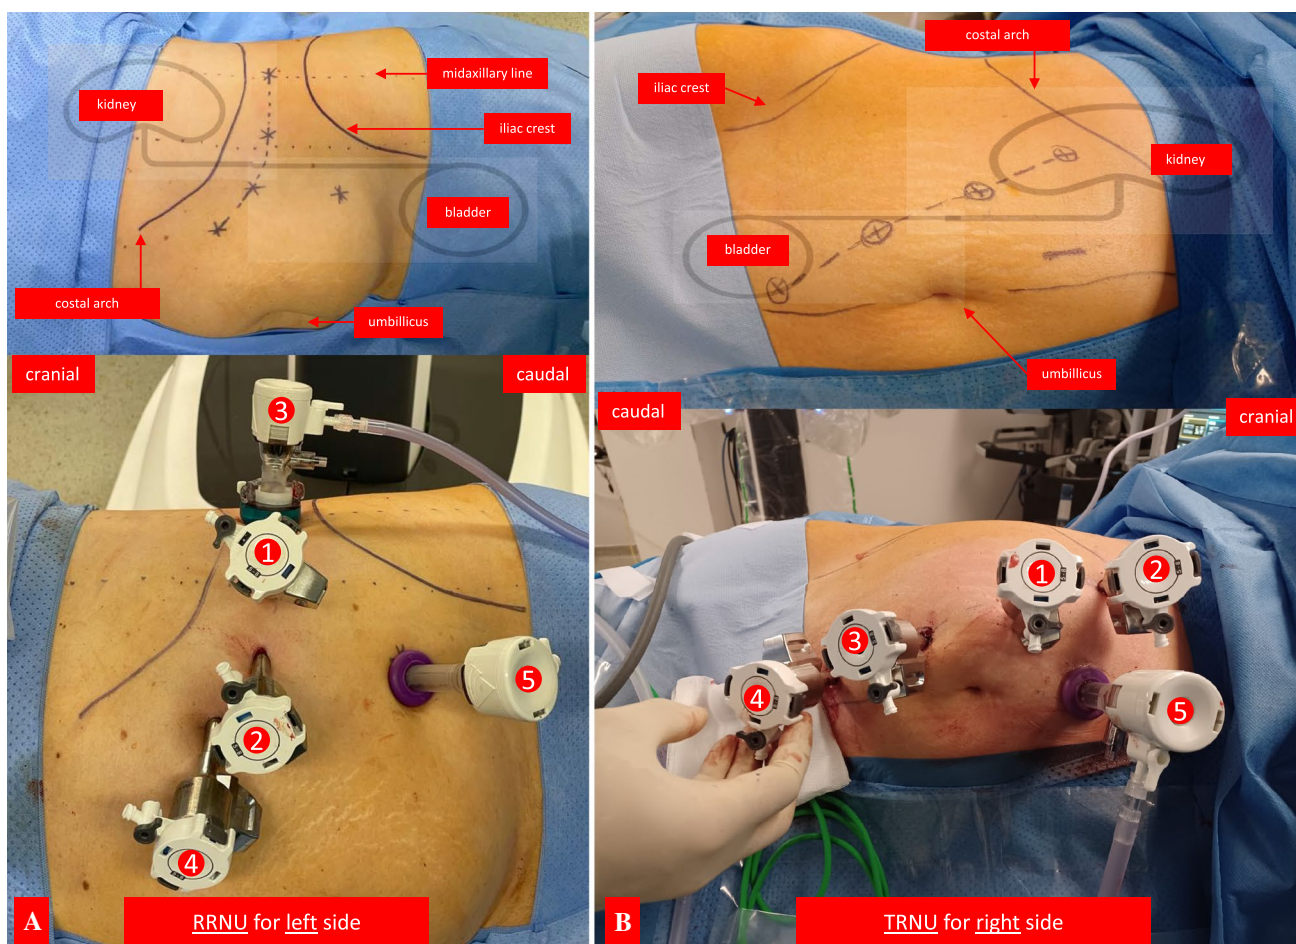 midaxillary line
kidney
iliac crest
bladder
costal arch
umbillicus
cranial
caudal
3
1
5
2
4
A
RRNU for left side
costal arch
iliac crest
kidney
bladder
umbillicus
caudal
cranial
1
2
3
4
5
B
TRNU for right side